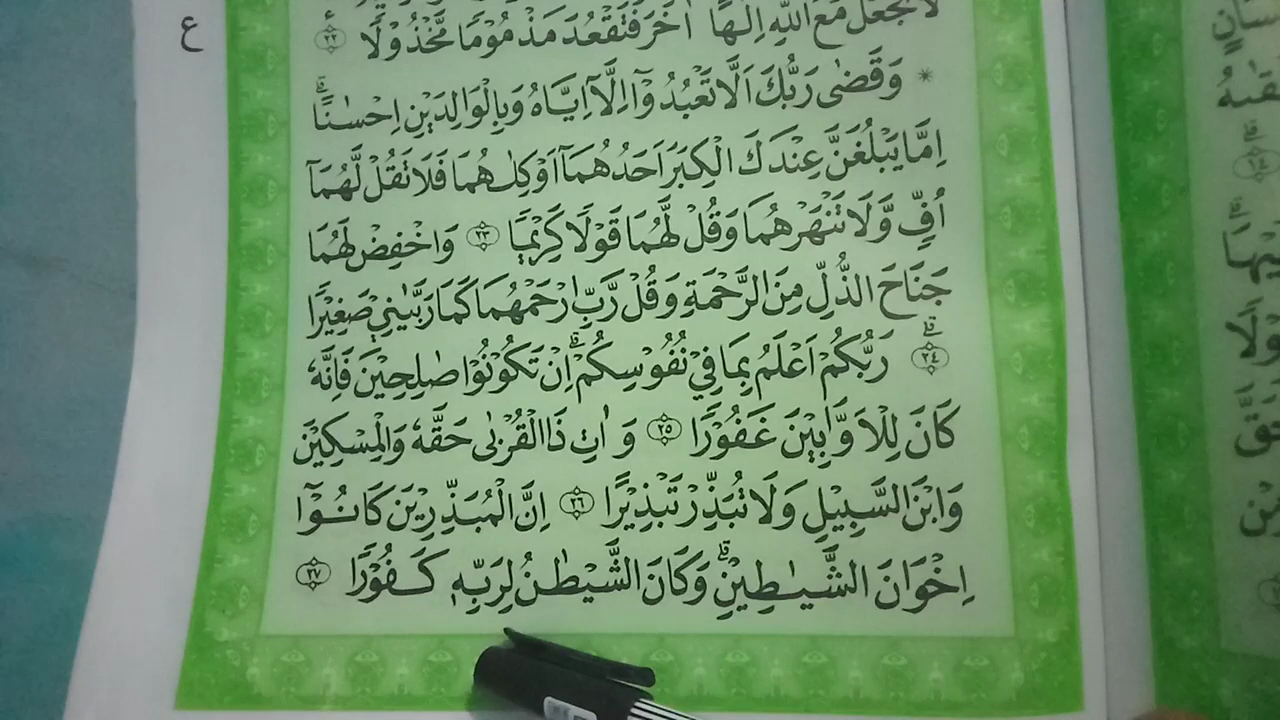 لَا تَجْعَلْ مَعَ اللّٰهِ اِلٰهًا اٰخَرَ فَتَقْعُدَ مَذْمُوْمًا مَّخْذُوْلًا ࣖ ٢٢
ع
* وَقَضٰى رَبُّكَ اَلَّا تَعْبُدُوْٓا اِلَّآ اِيَّاهُ وَبِالْوَالِدَيْنِ اِحْسٰنًاۗ
اِمَّا يَبْلُغَنَّ عِنْدَكَ الْكِبَرَ اَحَدُهُمَآ اَوْ كِلٰهُمَا فَلَا تَقُلْ لَّهُمَآ
اُفٍّ وَّلَا تَنْهَرْهُمَا وَقُلْ لَّهُمَا قَوْلًا كَرِيْمًا ٢٣ وَاخْفِضْ لَهُمَا
جَنَاحَ الذُّلِّ مِنَ الرَّحْمَةِ وَقُلْ رَّبِّ ارْحَمْهُمَا كَمَا رَبَّيٰنِيْ صَغِيْرًا
ۗ ٢٤ رَبُّكُمْ اَعْلَمُ بِمَا فِيْ نُفُوْسِكُمْۗ اِنْ تَكُوْنُوْا صٰلِحِيْنَ فَاِنَّهٗ
كَانَ لِلْاَوَّابِيْنَ غَفُوْرًا ٢٥ وَاٰتِ ذَا الْقُرْبٰى حَقَّهٗ وَالْمِسْكِيْنَ
وَابْنَ السَّبِيْلِ وَلَا تُبَذِّرْ تَبْذِيْرًا ٢٦ اِنَّ الْمُبَذِّرِيْنَ كَانُوْٓا
اِخْوَانَ الشَّيٰطِيْنِۗ وَكَانَ الشَّيْطٰنُ لِرَبِّهٖ كَفُوْرًا ٢٧